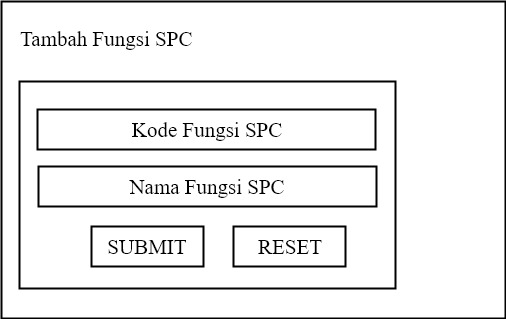 Tambah Fungsi SPC
Kode Fungsi SPC
Nama Fungsi SPC
SUBMIT RESET